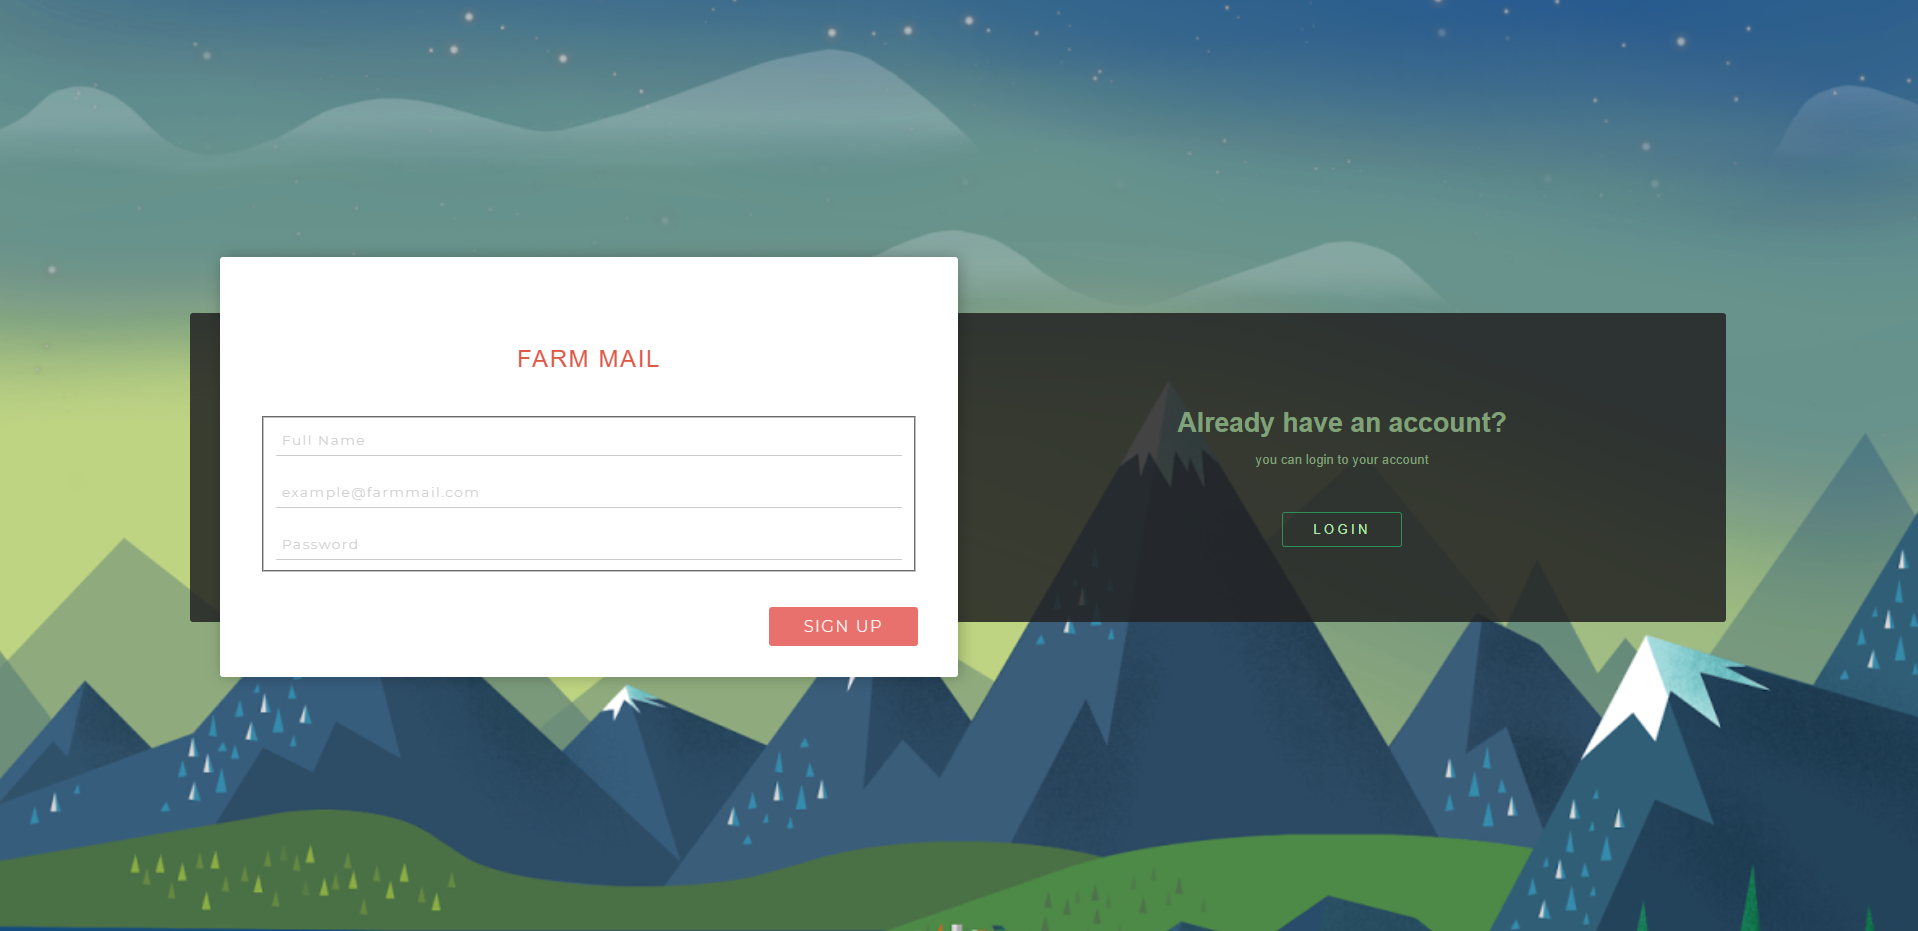 FARM MAIL
Full Name
example@farmmail.com
Password
SIGN UP
Already have an account?
you can login to your account
LOGIN